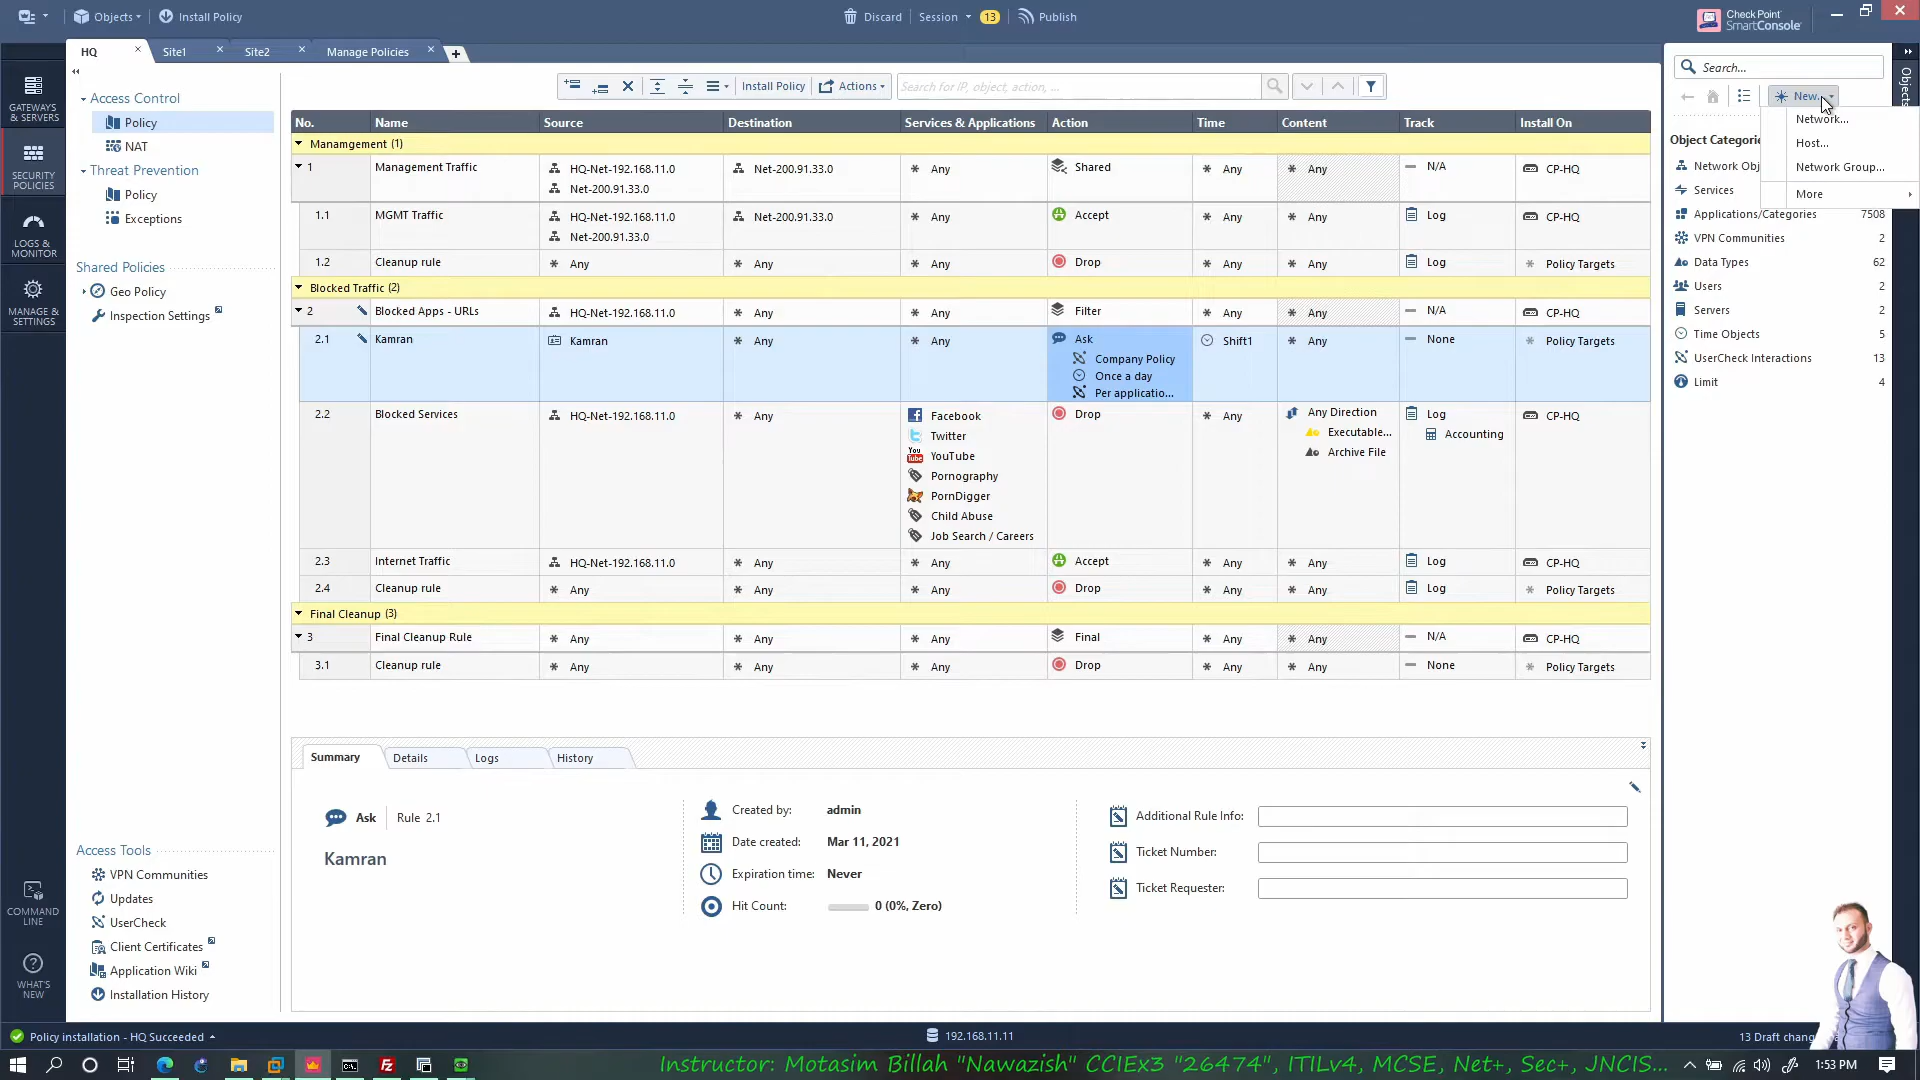 Objects
Install Policy
Discard
Session
13
Publish
Check Point
SmartConsole
HQ
Site1
Site2
Manage Policies
GATEWAYS
& SERVERS
SECURITY
POLICIES
LOGS &
MONITOR
MANAGE &
SETTINGS
COMMAND
LINE
WHAT'S
NEW
Access Control
Policy
NAT
Threat Prevention
Policy
Exceptions
Shared Policies
Geo Policy
Inspection Settings
Access Tools
VPN Communities
Updates
UserCheck
Client Certificates
Application Wiki
Installation History
Install Policy
Actions
Search for IP, object, action, ...
No. Name Source Destination Services & Applications Action Time Content Track Install On
Manamgement (1)
1 Management Traffic HQ-Net-192.168.11.0 Net-200.91.33.0 Any Shared Any Any N/A CP-HQ
Net-200.91.33.0
1.1 MGMT Traffic HQ-Net-192.168.11.0 Net-200.91.33.0 Any Accept Any Any Log CP-HQ
Net-200.91.33.0
1.2 Cleanup rule Any Any Any Drop Any Any Log Policy Targets
Blocked Traffic (2)
2 Blocked Apps - URLs HQ-Net-192.168.11.0 Any Any Filter Any Any N/A CP-HQ
2.1 Kamran Kamran Any Any Ask Shift1 Any None Policy Targets
Company Policy
Once a day
Per applicatio...
2.2 Blocked Services HQ-Net-192.168.11.0 Any Facebook Drop Any Any Direction Log CP-HQ
Twitter Executable... Accounting
YouTube Archive File
Pornography
PornDigger
Child Abuse
Job Search / Careers
2.3 Internet Traffic HQ-Net-192.168.11.0 Any Any Accept Any Any Log CP-HQ
2.4 Cleanup rule Any Any Any Drop Any Any Log Policy Targets
Final Cleanup (3)
3 Final Cleanup Rule Any Any Any Final Any Any N/A CP-HQ
3.1 Cleanup rule Any Any Any Drop Any Any None Policy Targets
Summary
Details
Logs
History
Ask
Rule 2.1
Kamran
Created by: admin
Date created: Mar 11, 2021
Expiration time: Never
Hit Count: 0 (0%, Zero)
Additional Rule Info:
Ticket Number:
Ticket Requester:
Search...
New...
Network...
Host...
Network Group...
More
Objects
Object Categorie
Network Obj
Services
Applications/Categories 7508
VPN Communities 2
Data Types 62
Users 2
Servers 2
Time Objects 5
UserCheck Interactions 13
Limit 4
Policy installation - HQ Succeeded
192.168.11.11
13 Draft chang
Instructor: Motasim Billah "Nawazish" CCIEx3 "26474", ITILv4, MCSE, Net+, Sec+, JNCIS...
1:53 PM